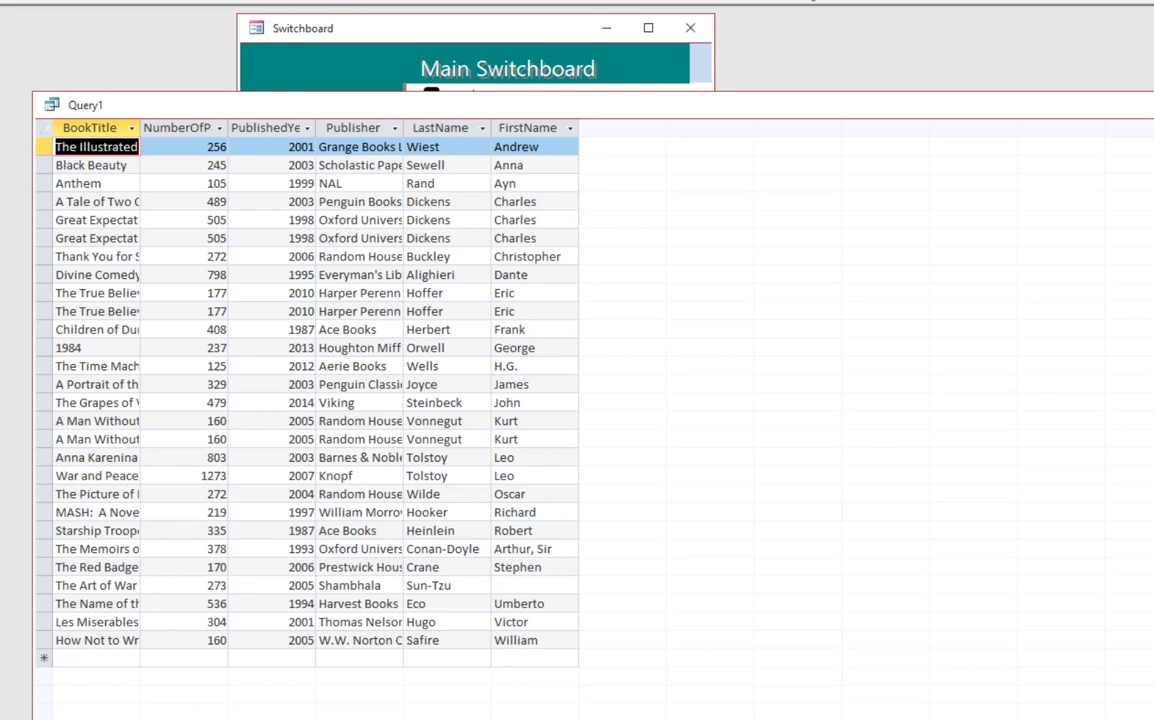 Switchboard
Main Switchboard
Query1
BookTitle NumberOfP PublishedYe Publisher LastName FirstName
The Illustrated 256 2001 Grange Books L Wiest Andrew
Black Beauty 245 2003 Scholastic Pape Sewell Anna
Anthem 105 1999 NAL Rand Ayn
A Tale of Two C 489 2003 Penguin Books Dickens Charles
Great Expectat 505 1998 Oxford Univers Dickens Charles
Great Expectat 505 1998 Oxford Univers Dickens Charles
Thank You for S 272 2006 Random House Buckley Christopher
Divine Comedy 798 1995 Everyman's Lib Alighieri Dante
The True Believ 177 2010 Harper Perenn Hoffer Eric
The True Believ 177 2010 Harper Perenn Hoffer Eric
Children of Du 408 1987 Ace Books Herbert Frank
1984 237 2013 Houghton Miff Orwell George
The Time Mach 125 2012 Aerie Books Wells H.G.
A Portrait of th 329 2003 Penguin Classic Joyce James
The Grapes of 479 2014 Viking Steinbeck John
A Man Without 160 2005 Random House Vonnegut Kurt
A Man Without 160 2005 Random House Vonnegut Kurt
Anna Karenina 803 2003 Barnes & Noble Tolstoy Leo
War and Peace 1273 2007 Knopf Tolstoy Leo
The Picture of 272 2004 Random House Wilde Oscar
MASH: A Nove 219 1997 William Morro Hooker Richard
Starship Troop 335 1987 Ace Books Heinlein Robert
The Memoirs o 378 1993 Oxford Univers Conan-Doyle Arthur, Sir
The Red Badge 170 2006 Prestwick Hou Crane Stephen
The Art of War 273 2005 Shambhala Sun-Tzu
The Name of th 536 1994 Harvest Books Eco Umberto
Les Miserables 304 2001 Thomas Nelson Hugo Victor
How Not to Wr 160 2005 W.W. Norton C Safire William